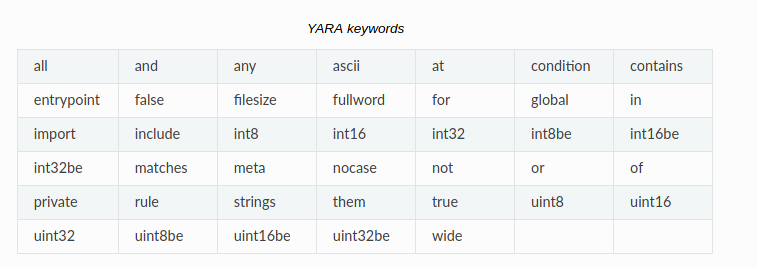 YARA keywords
all and any ascii at condition contains
entrypoint false filesize fullword for global in
import include int8 int16 int32 int8be int16be
int32be matches meta nocase not or of
private rule strings them true uint8 uint16
uint32 uint8be uint16be uint32be wide